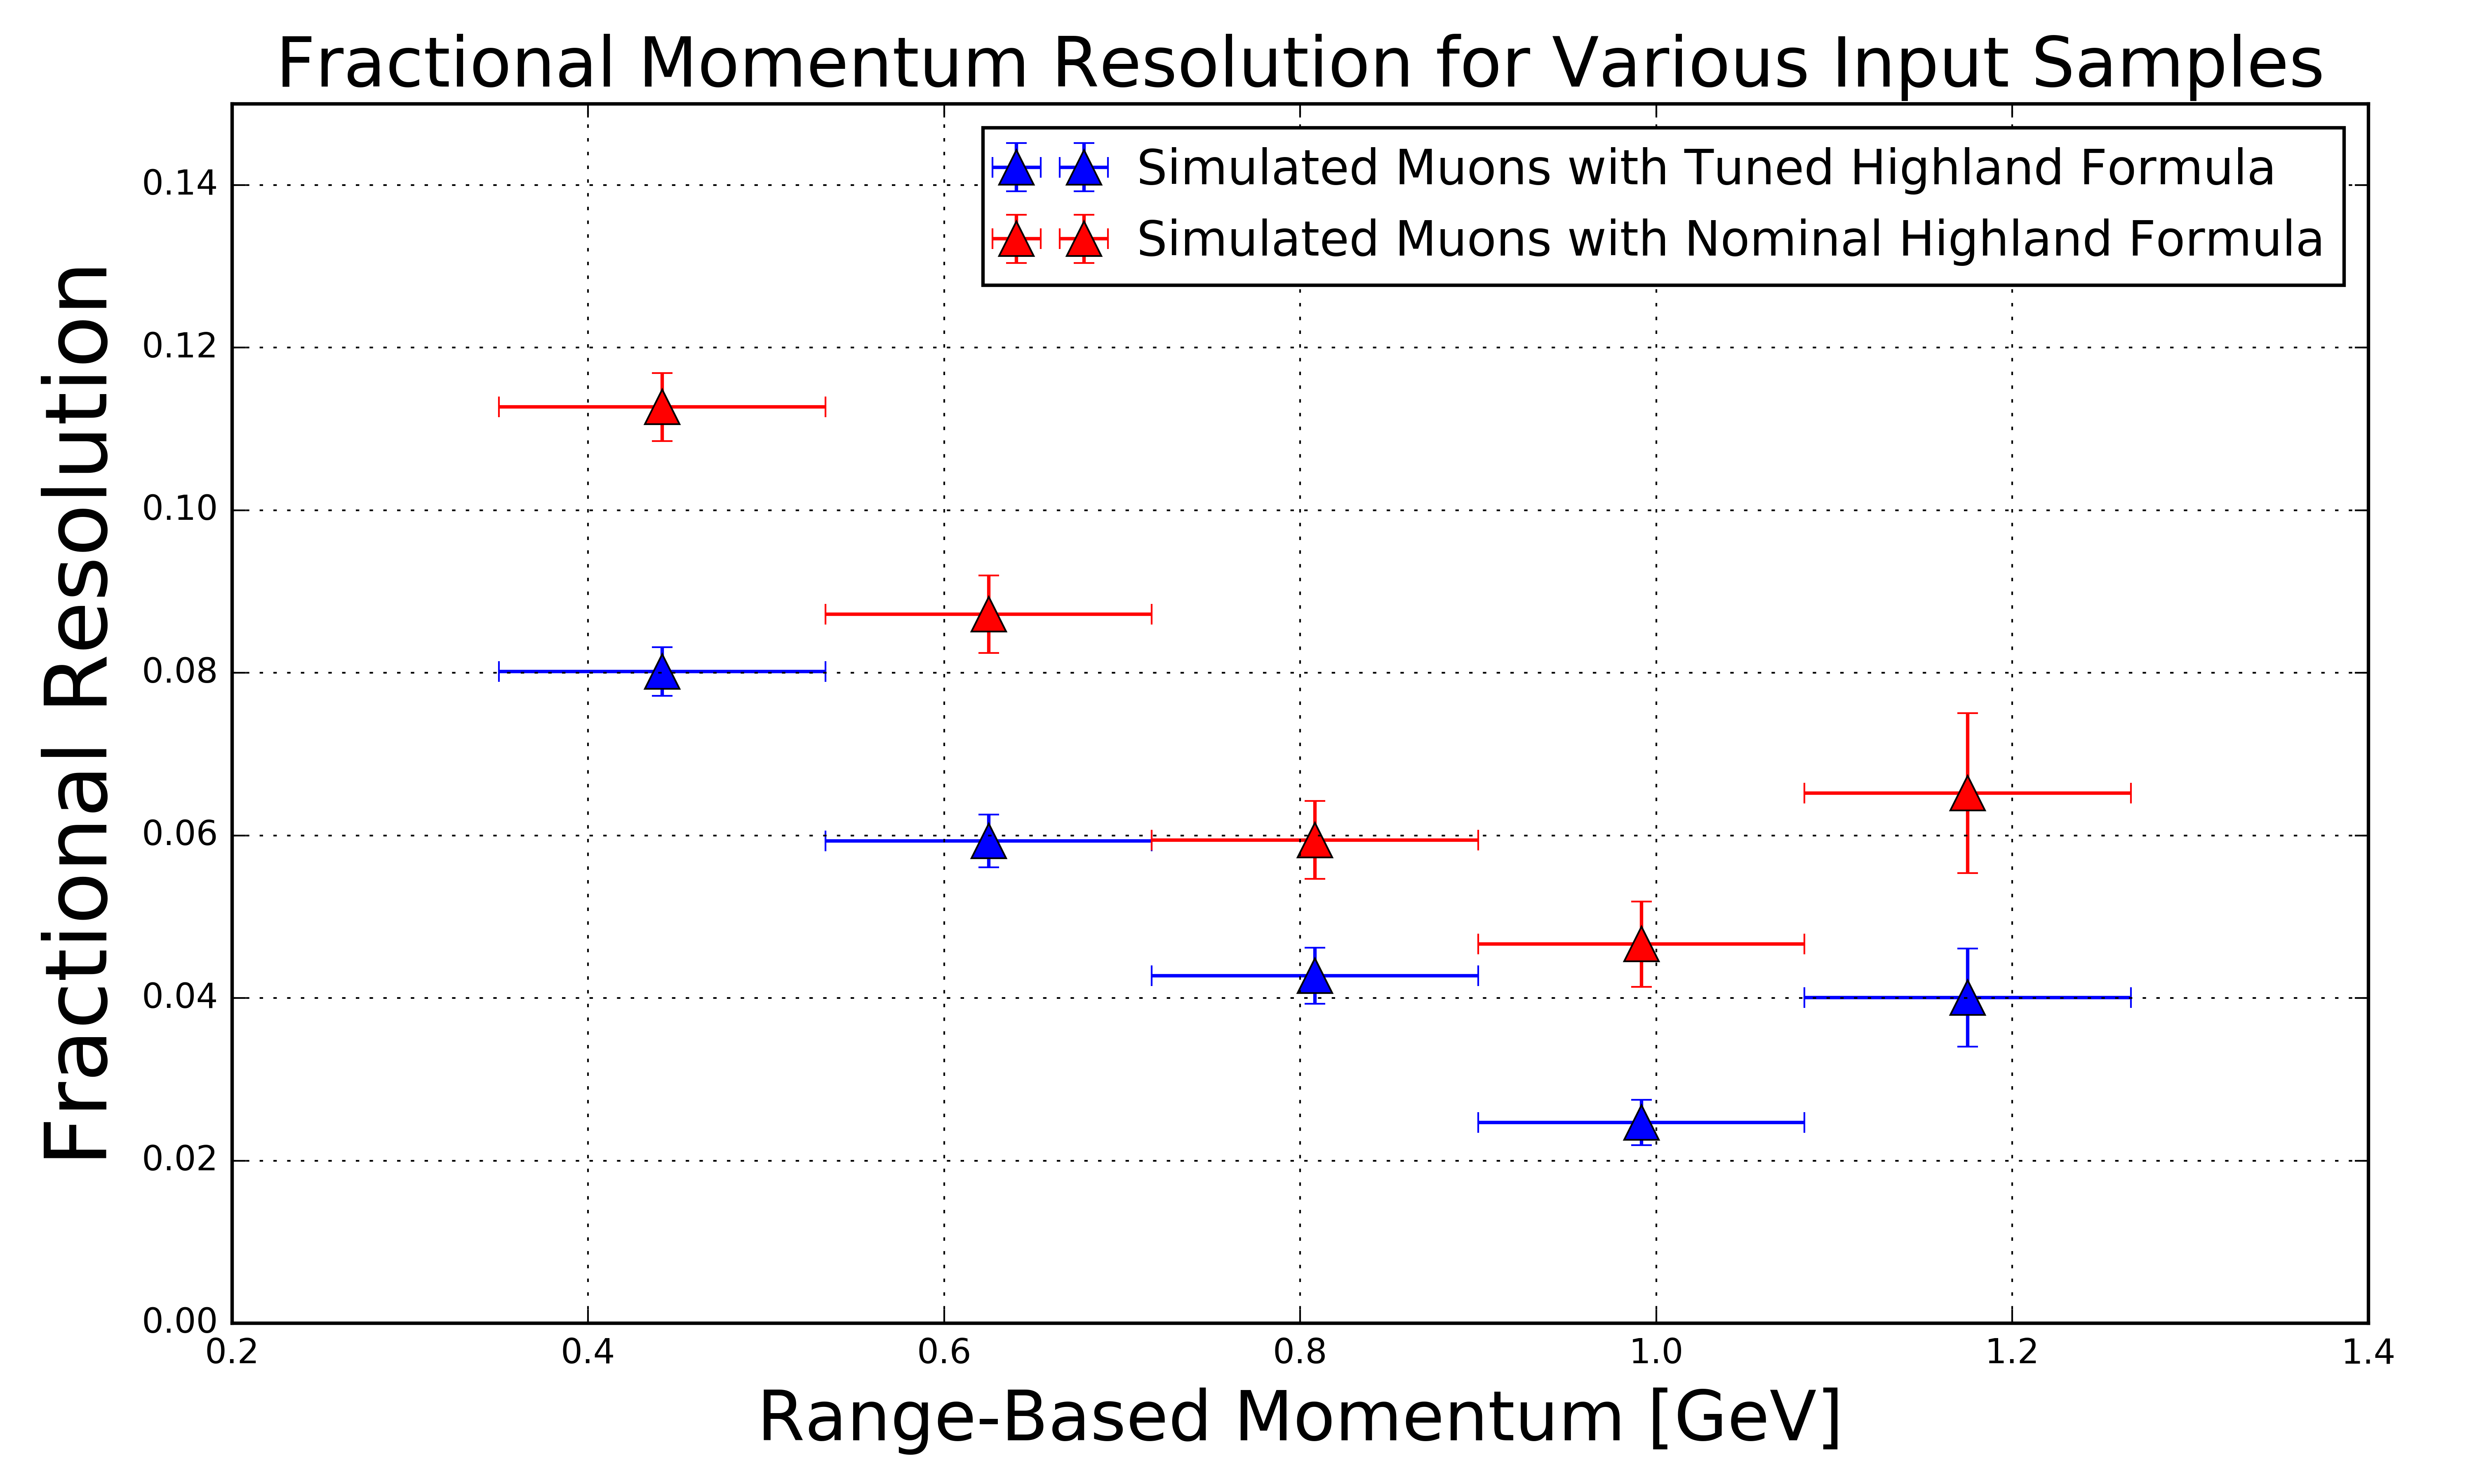 Fractional Momentum Resolution for Various Input Samples
Simulated Muons with Tuned Highland Formula
Simulated Muons with Nominal Highland Formula
Fractional Resolution
0.14
0.12
0.10
0.08
0.06
0.04
0.02
0.00
0.2 0.4 0.6 0.8 1.0 1.2 1.4
Range-Based Momentum [GeV]